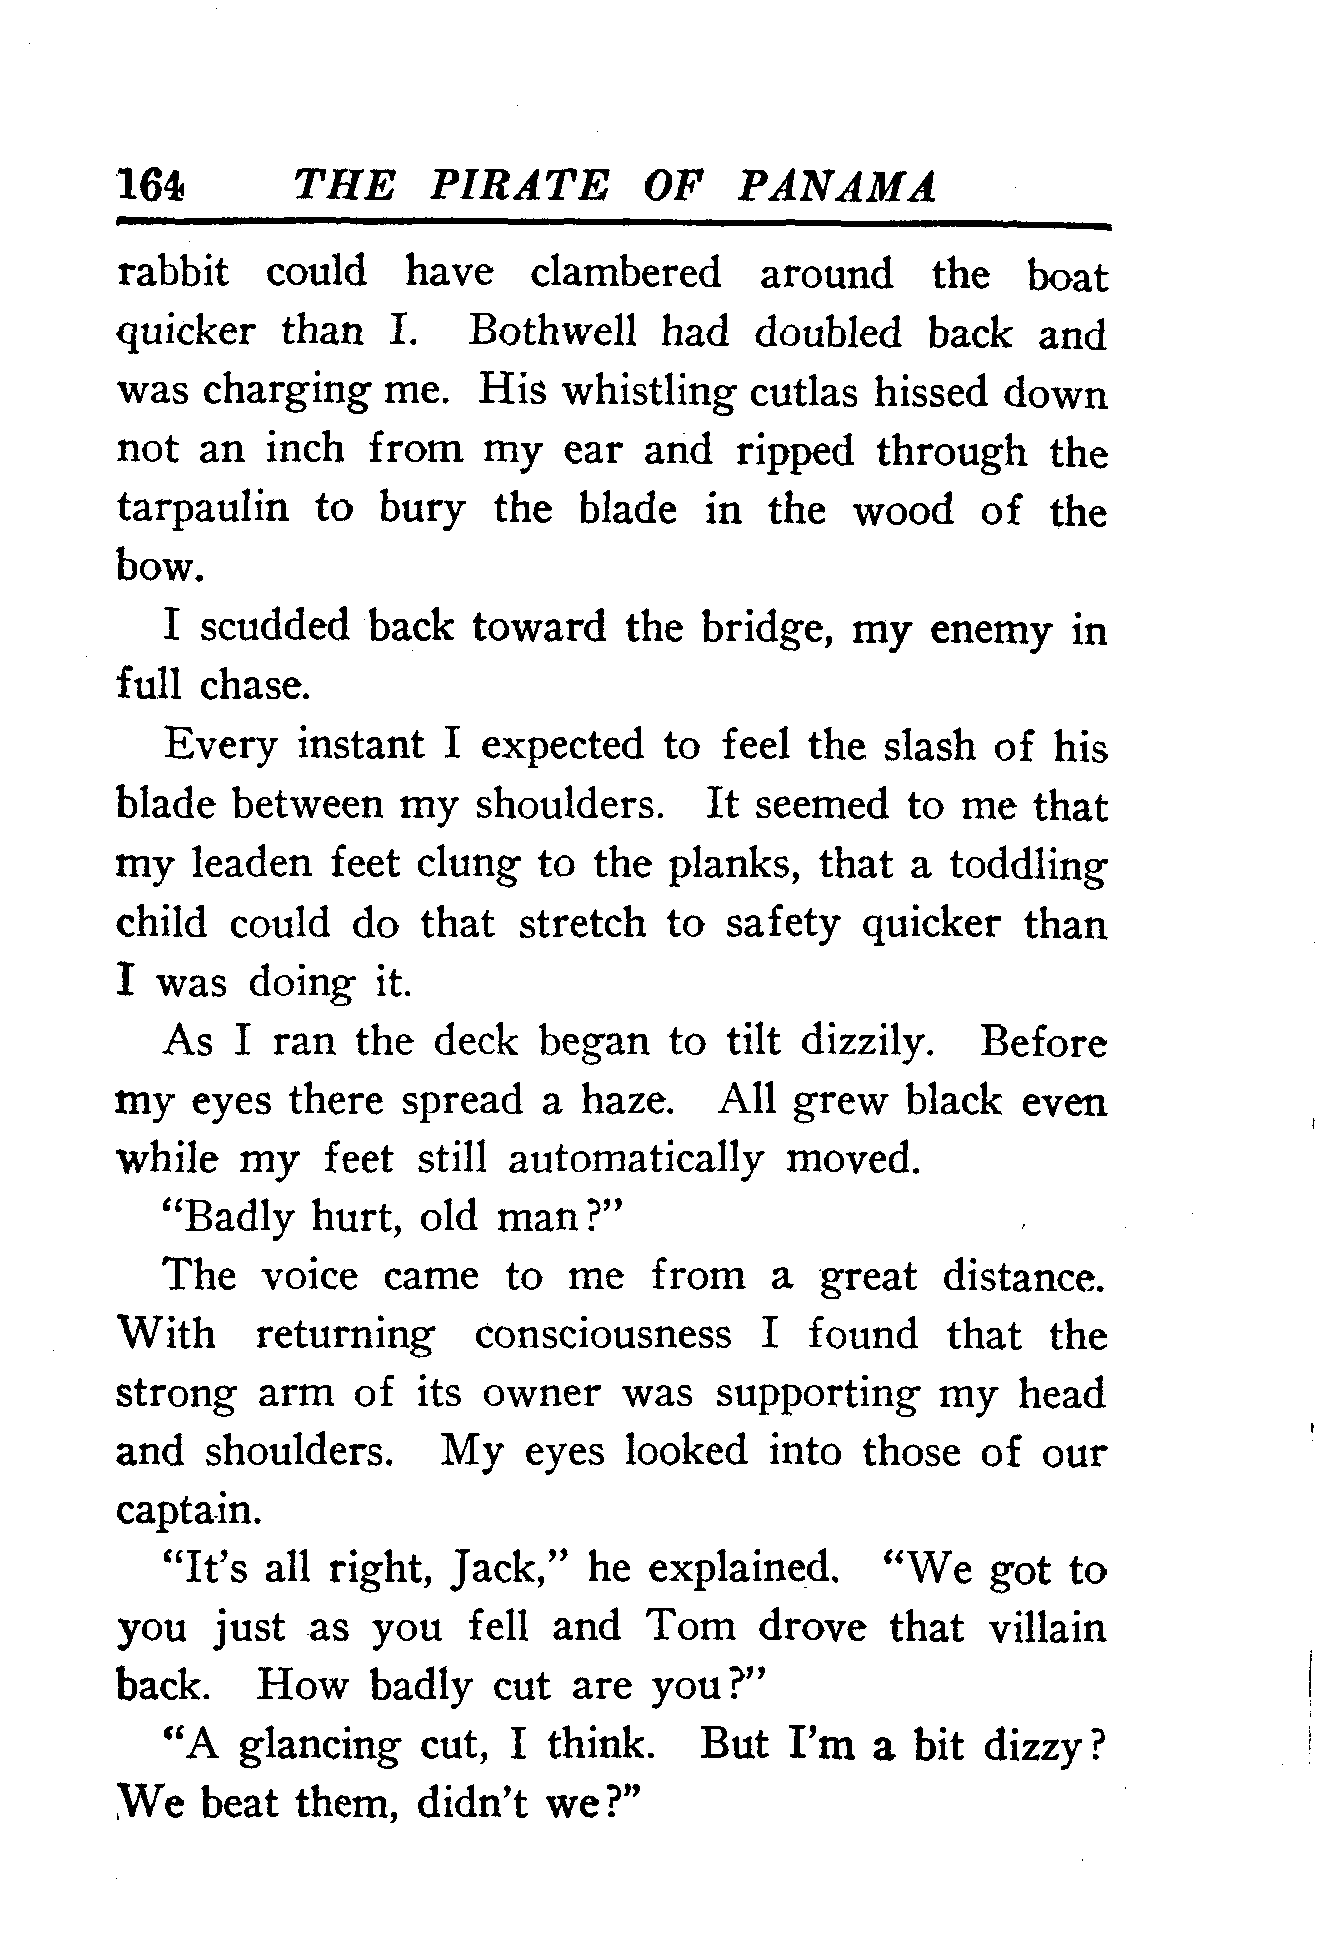 164 THE PIRATE OF PANAMA
rabbit could have clambered around the boat
quicker than I. Bothwell had doubled back and
was charging me. His whistling cutlas hissed down
not an inch from my ear and ripped through the
tarpaulin to bury the blade in the wood of the
bow.
I scudded back toward the bridge, my enemy in
full chase.
Every instant I expected to feel the slash of his
blade between my shoulders. It seemed to me that
my leaden feet clung to the planks, that a toddling
child could do that stretch to safety quicker than
I was doing it.
As I ran the deck began to tilt dizzily. Before
my eyes there spread a haze. All grew black even
while my feet still automatically moved.
“Badly hurt, old man?”
The voice came to me from a great distance.
With returning consciousness I found that the
strong arm of its owner was supporting my head
and shoulders. My eyes looked into those of our
captain.
“It’s all right, Jack,” he explained. “We got to
you just as you fell and Tom drove that villain
back. How badly cut are you?”
“A glancing cut, I think. But I’m a bit dizzy?
We beat them, didn’t we?”